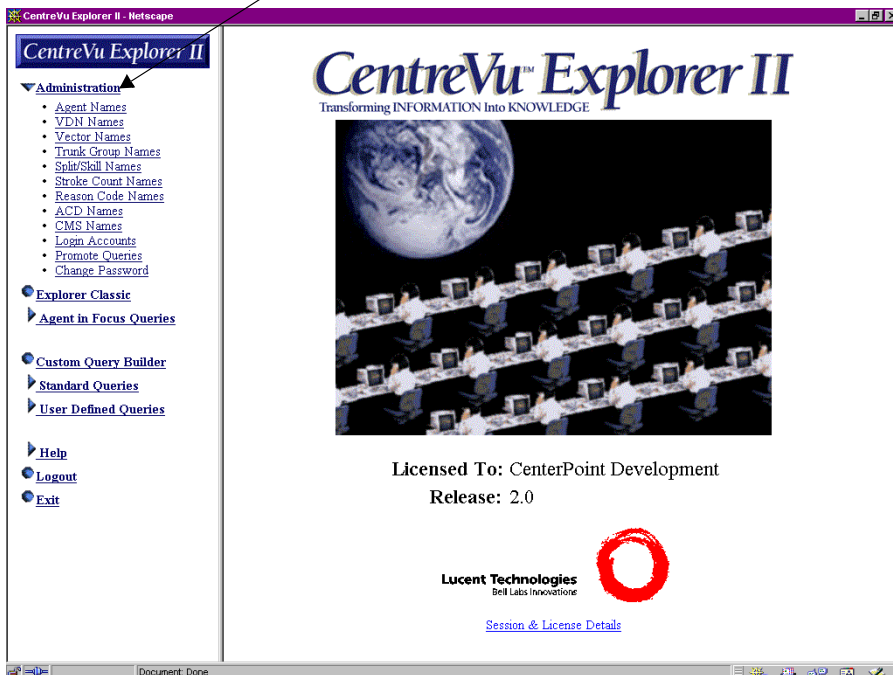 CentreVu Explorer II - Netscape
CentreVu Explorer II
Administration
Agent Names
VDN Names
Vector Names
Trunk Group Names
Split/Skill Names
Stroke Count Names
Reason Code Names
ACD Names
CMS Names
Login Accounts
Promote Queries
Change Password
Explorer Classic
Agent in Focus Queries
Custom Query Builder
Standard Queries
User Defined Queries
Help
Logout
Exit
CentreVu™ Explorer II
Transforming INFORMATION Into KNOWLEDGE
Licensed To: CenterPoint Development
Release: 2.0
Lucent Technologies
Bell Labs Innovations
Session & License Details
Document: Done